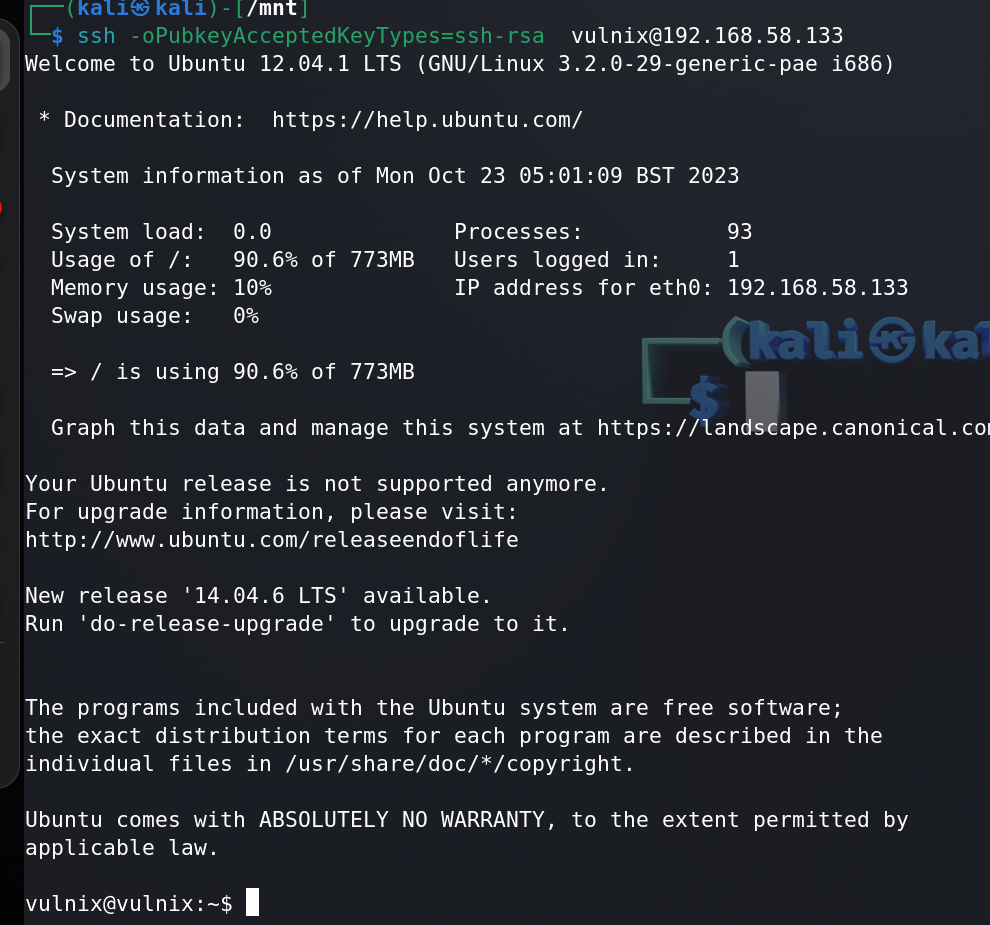 ┌──(kali㉿kali)-[/mnt]
└─$ ssh -oPubkeyAcceptedKeyTypes=ssh-rsa  vulnix@192.168.58.133
Welcome to Ubuntu 12.04.1 LTS (GNU/Linux 3.2.0-29-generic-pae i686)
* Documentation:  https://help.ubuntu.com/
System information as of Mon Oct 23 05:01:09 BST 2023
System load:  0.0              Processes:           93
Usage of /:   90.6% of 773MB   Users logged in:     1
Memory usage: 10%              IP address for eth0: 192.168.58.133
Swap usage:   0%
┌──(kali㉿ka
$
=> / is using 90.6% of 773MB
Graph this data and manage this system at https://landscape.canonical.co
Your Ubuntu release is not supported anymore.
For upgrade information, please visit:
http://www.ubuntu.com/releaseendoflife
New release '14.04.6 LTS' available.
Run 'do-release-upgrade' to upgrade to it.
The programs included with the Ubuntu system are free software;
the exact distribution terms for each program are described in the
individual files in /usr/share/doc/*/copyright.
Ubuntu comes with ABSOLUTELY NO WARRANTY, to the extent permitted by
applicable law.
vulnix@vulnix:~$